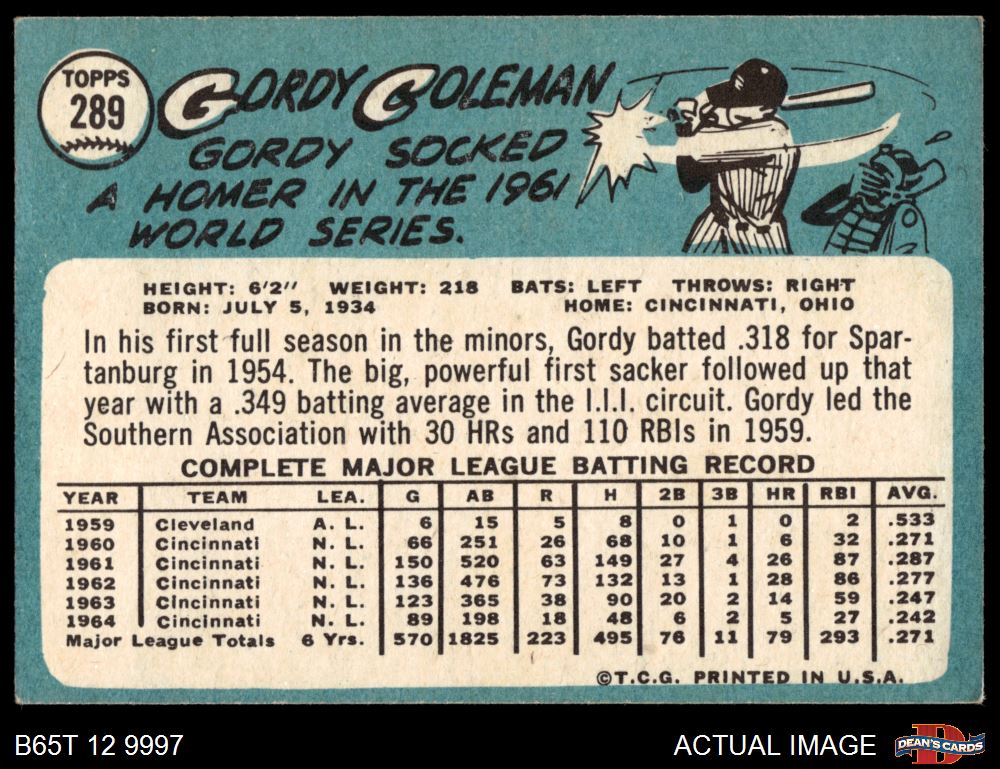 TOPPS
289
GORDY COLEMAN
GORDY SOCKED
A HOMER IN THE 1961
WORLD SERIES.
HEIGHT: 6'2" WEIGHT: 218 BATS: LEFT THROWS: RIGHT
BORN: JULY 5, 1934 HOME: CINCINNATI, OHIO
In his first full season in the minors, Gordy batted .318 for Spar-
tanburg in 1954. The big, powerful first sacker followed up that
year with a .349 batting average in the I.I.I. circuit. Gordy led the
Southern Association with 30 HRs and 110 RBIs in 1959.
COMPLETE MAJOR LEAGUE BATTING RECORD
YEAR TEAM LEA. G AB R H 2B 3B HR RBI AVG.
1959 Cleveland A. L. 6 15 5 8 0 1 0 2 .533
1960 Cincinnati N. L. 66 251 26 68 10 1 6 32 .271
1961 Cincinnati N. L. 150 520 63 149 27 4 26 87 .287
1962 Cincinnati N. L. 136 476 73 132 13 1 28 86 .277
1963 Cincinnati N. L. 123 365 38 90 20 2 14 59 .247
1964 Cincinnati N. L. 89 198 18 48 6 2 5 27 .242
Major League Totals 6 Yrs. 570 1825 223 495 76 11 79 293 .271
©T.C.G. PRINTED IN U.S.A.
B65T 12 9997 ACTUAL IMAGE D DEAN'S CARDS